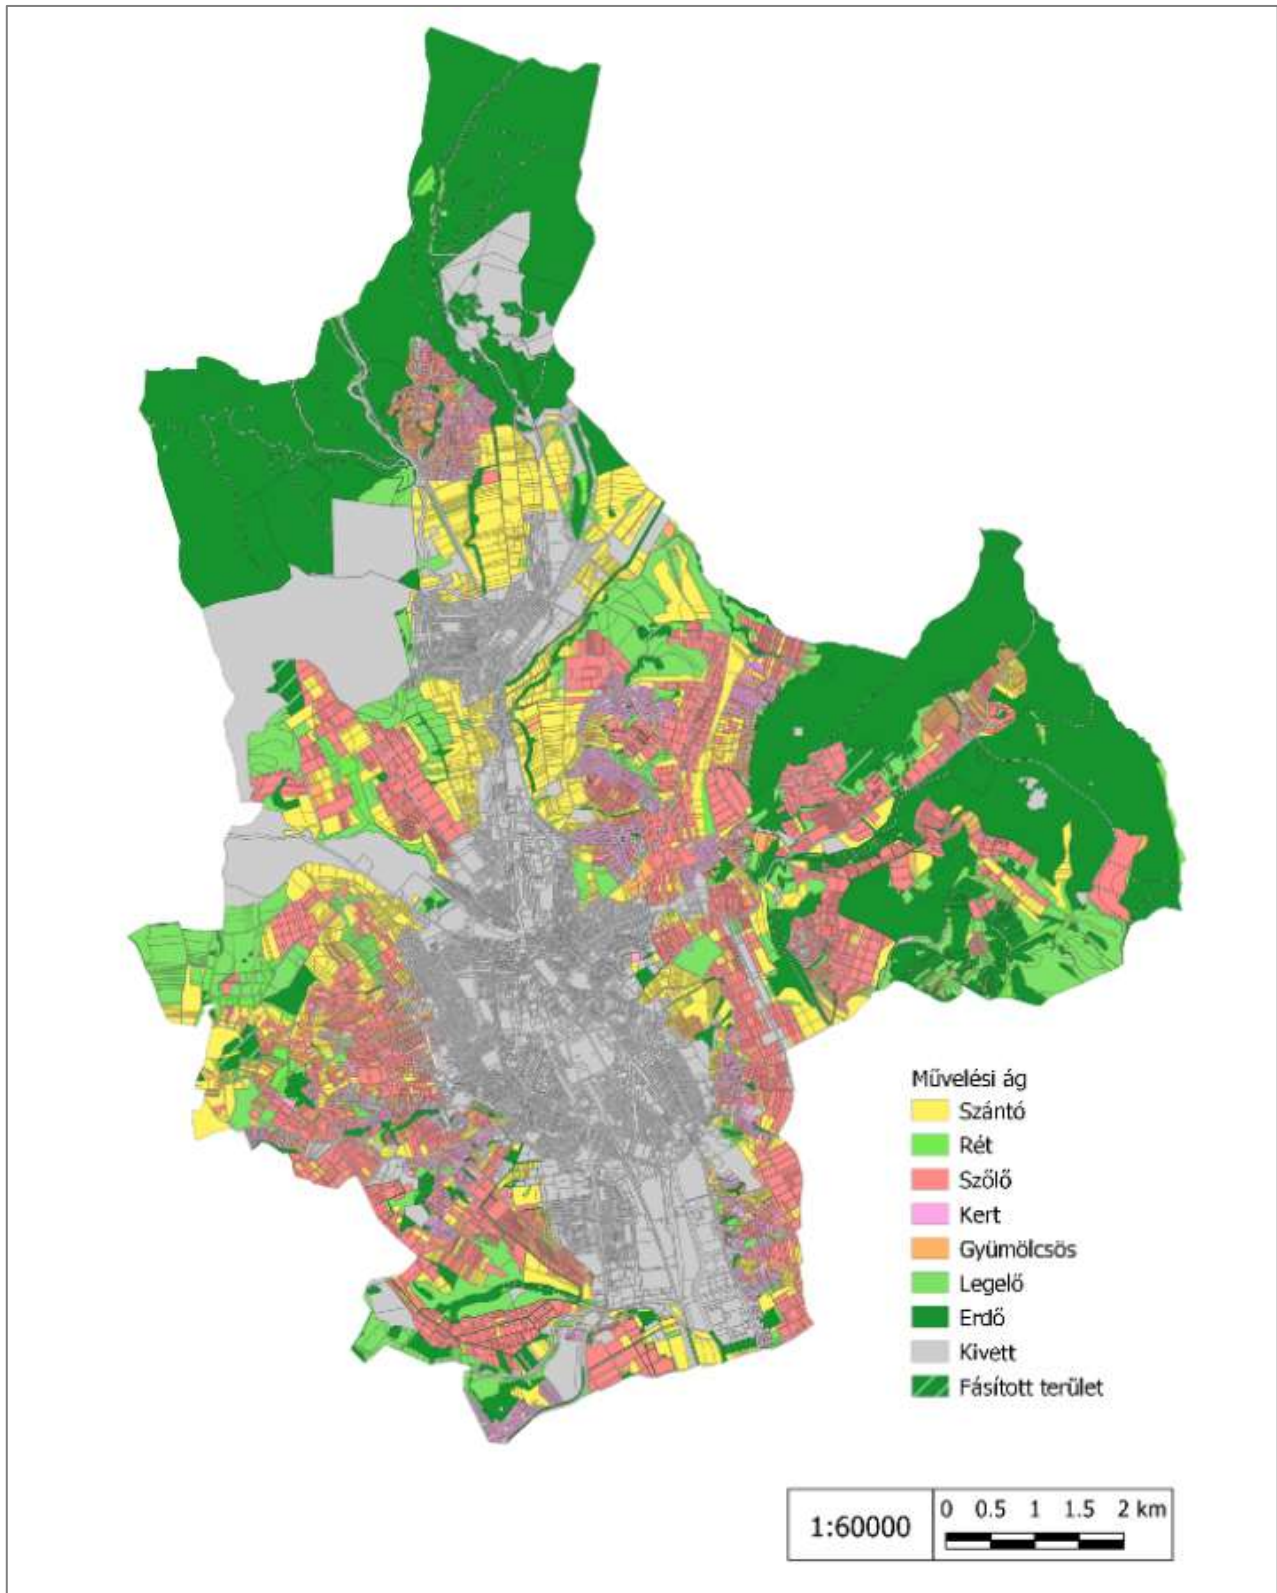 Művelési ág
Szántó
Rét
Szőlő
Kert
Gyümölcsös
Legelő
Erdő
Kivett
Fásított terület
1:60000
0 0.5 1 1.5 2 km